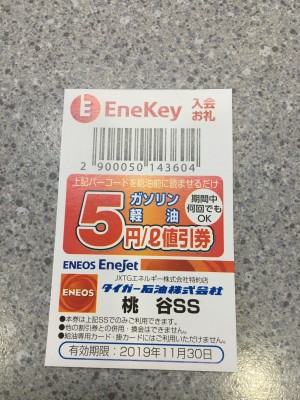 E EneKey 入会
お礼
2 900050 143604
上記バーコードを給油前に読ませるだけ
5円/ℓ値引券
ガソリン
軽油
期間中
何回でも
OK
ENEOS EneJet
JXTGエネルギー株式会社特約店
ENEOS タイガー石油株式会社
桃谷SS
●本券は上記SSでのみご利用できます。
●他の割引券との併用・換金はできません。
●給油専用カード・掛カードにはご利用いただけません。
有効期限：2019年11月30日